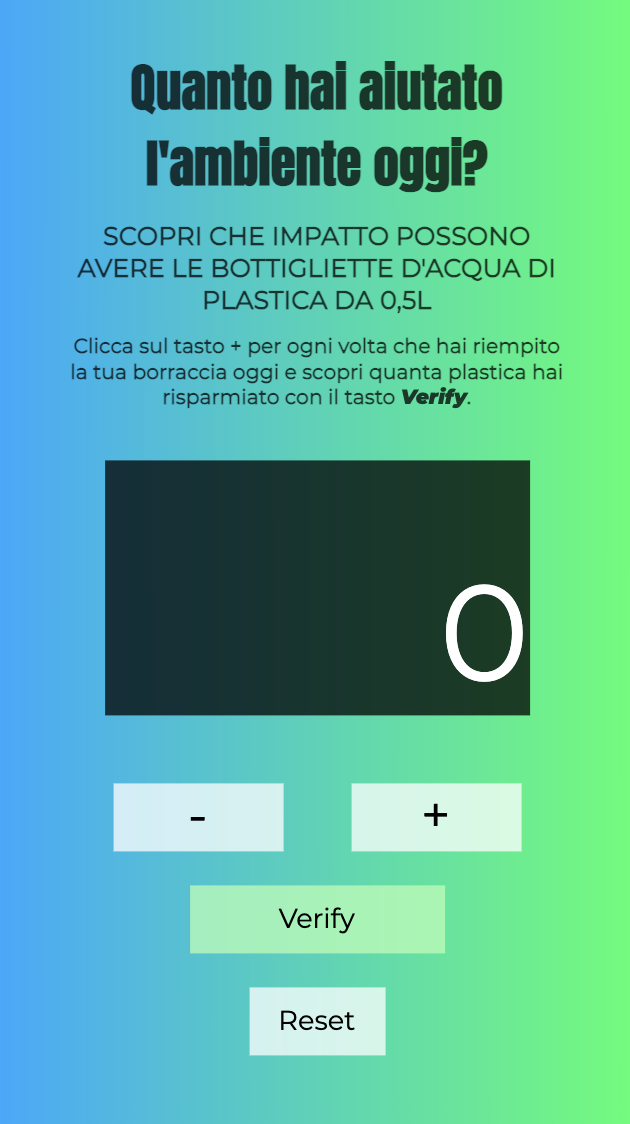 Quanto hai aiutato
l'ambiente oggi?
SCOPRI CHE IMPATTO POSSONO
AVERE LE BOTTIGLIETTE D'ACQUA DI
PLASTICA DA 0,5L
Clicca sul tasto + per ogni volta che hai riempito
la tua borraccia oggi e scopri quanta plastica hai
risparmiato con il tasto Verify.
0
- +
Verify
Reset